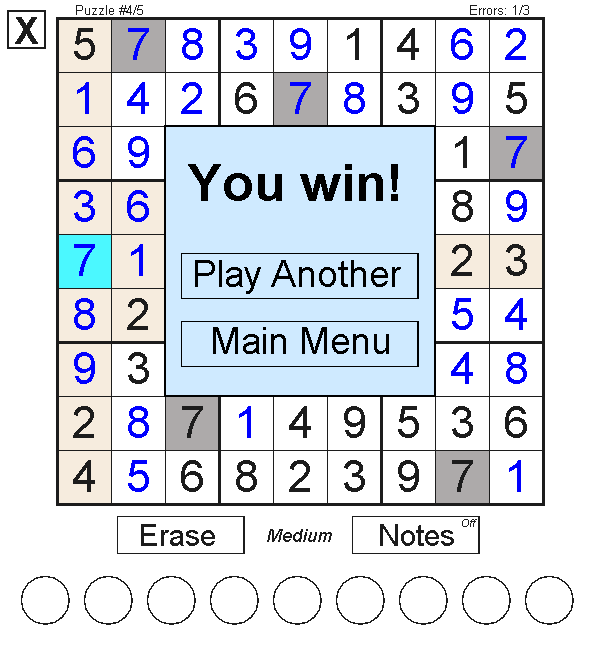 Puzzle #4/5 Errors: 1/3
X
5 7 8 3 9 1 4 6 2
1 4 2 6 7 8 3 9 5
6 9 1 7
You win!
3 6 8 9
7 1 2 3
Play Another
8 2 5 4
Main Menu
9 3 4 8
2 8 7 1 4 9 5 3 6
4 5 6 8 2 3 9 7 1
Erase Medium Notes Off